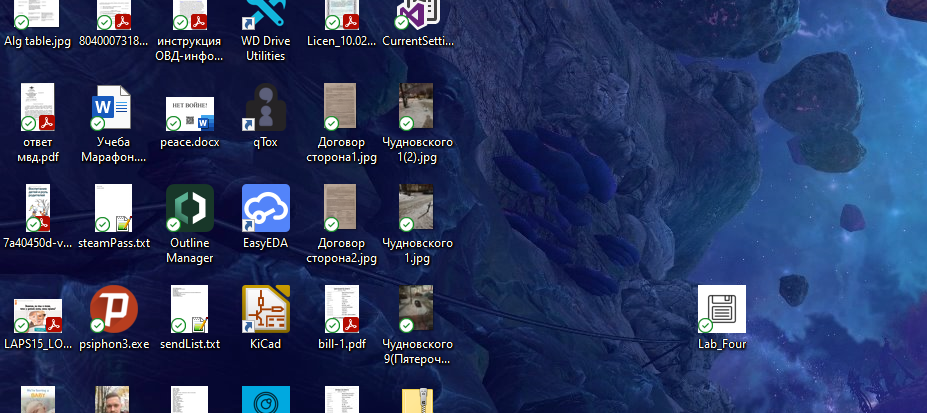 Alg table.jpg
8040007318...
инструкция
ОВД-инфо...
WD Drive
Utilities
Licen_10.02...
CurrentSetti...
ответ
мвд.pdf
Учеба
Марафон....
НЕТ ВОЙНЕ!
peace.docx
qTox
Договор
сторона1.jpg
Чудновского
1(2).jpg
7a40450d-v...
steamPass.txt
Outline
Manager
EasyEDA
Договор
сторона2.jpg
Чудновского
1.jpg
LAPS15_LO...
psiphon3.exe
sendList.txt
KiCad
bill-1.pdf
Чудновского
9(Пятероч...
Lab_Four